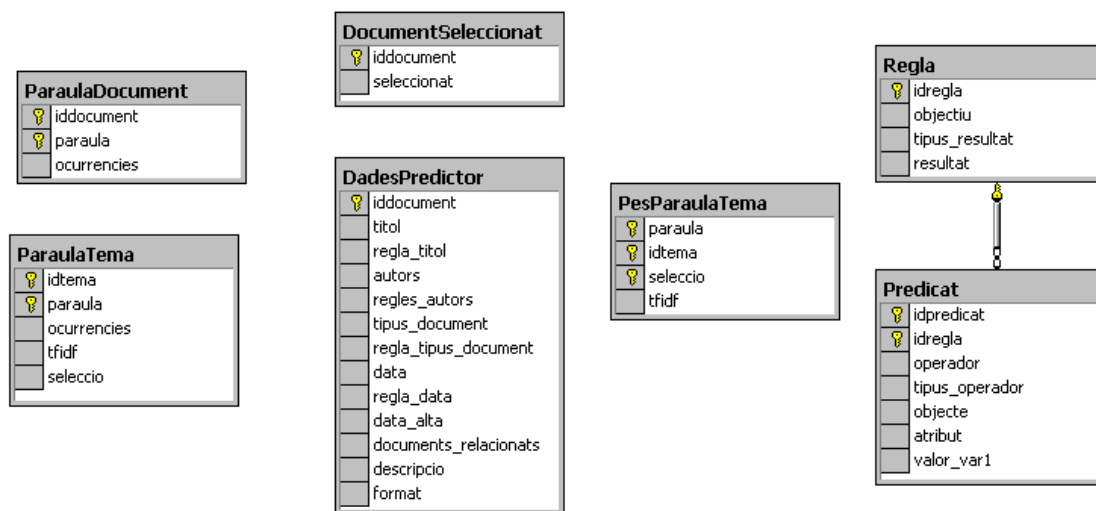 ParaulaDocument
iddocument
paraula
ocurrencies
ParaulaTema
idtema
paraula
ocurrencies
tfidf
seleccio
DocumentSeleccionat
iddocument
seleccionat
DadesPredictor
iddocument
titol
regla_titol
autors
regles_autors
tipus_document
regla_tipus_document
data
regla_data
data_alta
documents_relacionats
descripcio
format
PesParaulaTema
paraula
idtema
seleccio
tfidf
Regla
idregla
objectiu
tipus_resultat
resultat
Predicat
idpredicat
idregla
operador
tipus_operador
objecte
atribut
valor_var1